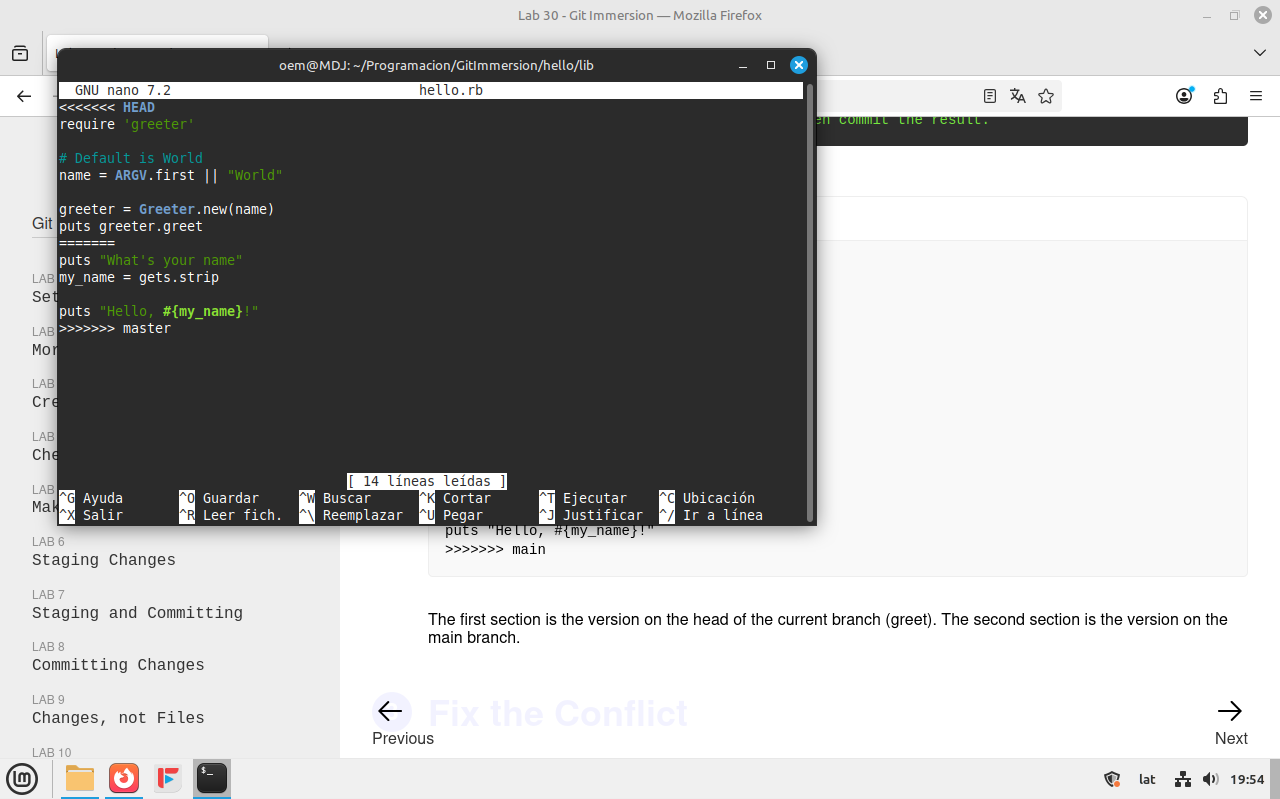 Lab 30 - Git Immersion — Mozilla Firefox
oem@MDJ: ~/Programacion/GitImmersion/hello/lib
GNU nano 7.2 hello.rb
<<<<<<< HEAD
require 'greeter'
# Default is World
name = ARGV.first || "World"
greeter = Greeter.new(name)
puts greeter.greet
=======
puts "What's your name"
my_name = gets.strip
puts "Hello, #{my_name}!"
>>>>>>> master
[ 14 líneas leídas ]
^G Ayuda ^O Guardar ^W Buscar ^K Cortar ^T Ejecutar ^C Ubicación
^X Salir ^R Leer fich. ^\ Reemplazar ^U Pegar ^J Justificar ^/ Ir a línea
en commit the result.
Git
LAB
Set
LAB
Mor
LAB
Cre
LAB
Che
LAB
Mak
LAB 6
Staging Changes
LAB 7
Staging and Committing
LAB 8
Committing Changes
LAB 9
Changes, not Files
LAB 10
puts "Hello, #{my_name}!"
>>>>>>> main
The first section is the version on the head of the current branch (greet). The second section is the version on the
main branch.
Fix the Conflict
Previous
Next
lat
19:54